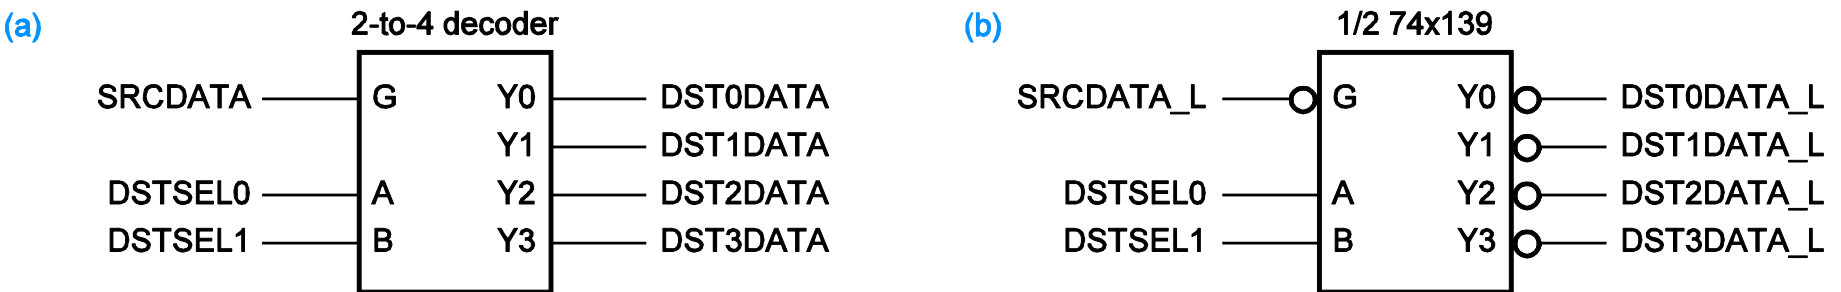 (a) 2-to-4 decoder
SRCDATA G Y0 DST0DATA
Y1 DST1DATA
DSTSEL0 A Y2 DST2DATA
DSTSEL1 B Y3 DST3DATA
(b) 1/2 74x139
SRCDATA_L G Y0 DST0DATA_L
Y1 DST1DATA_L
DSTSEL0 A Y2 DST2DATA_L
DSTSEL1 B Y3 DST3DATA_L